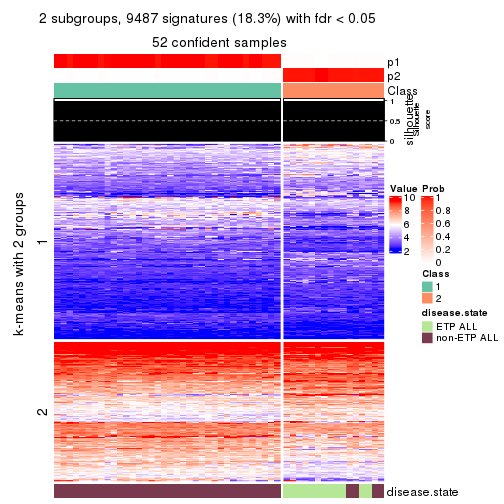 2 subgroups, 9487 signatures (18.3%) with fdr < 0.05
52 confident samples
p1
p2
Class
silhouette
Silhouette
score
1
0.5
0
k-means with 2 groups
1
2
Value
10
8
6
4
2
Prob
1
0.8
0.6
0.4
0.2
0
Class
1
2
disease.state
ETP ALL
non-ETP ALL
disease.state